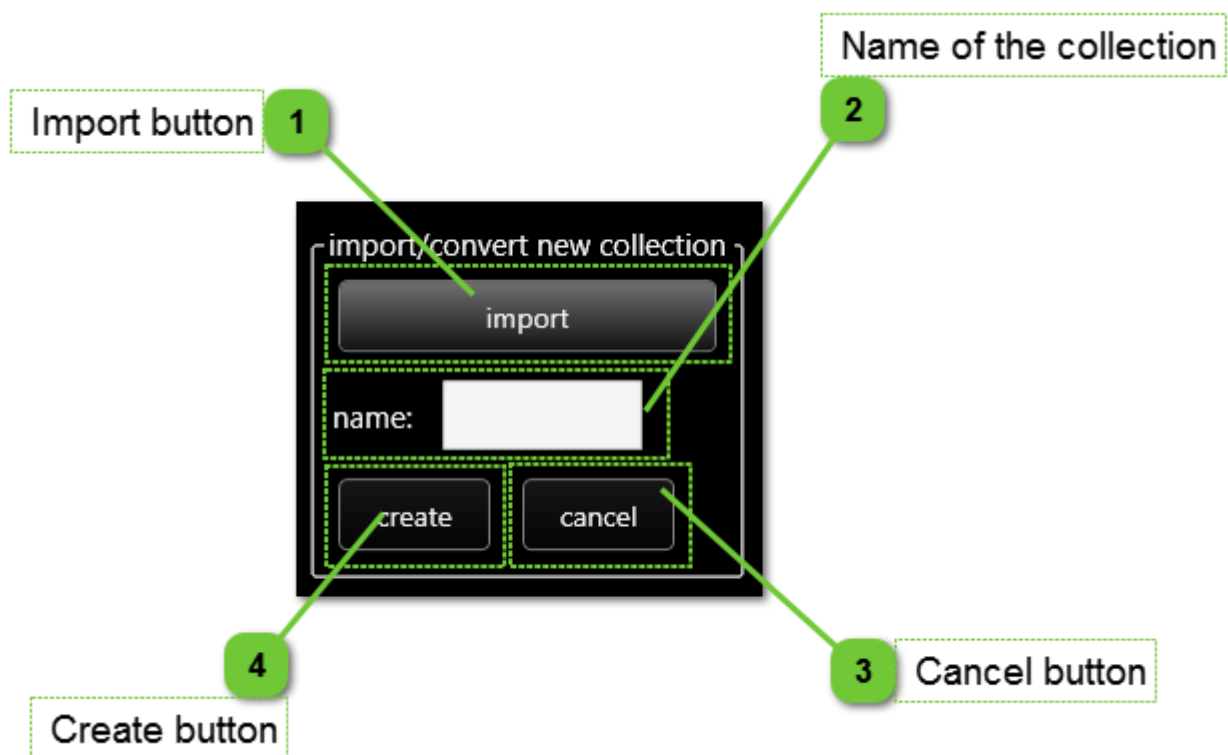 Name of the collection
2
Import button 1
import/convert new collection
import
name:
create cancel
4
3 Cancel button
Create button